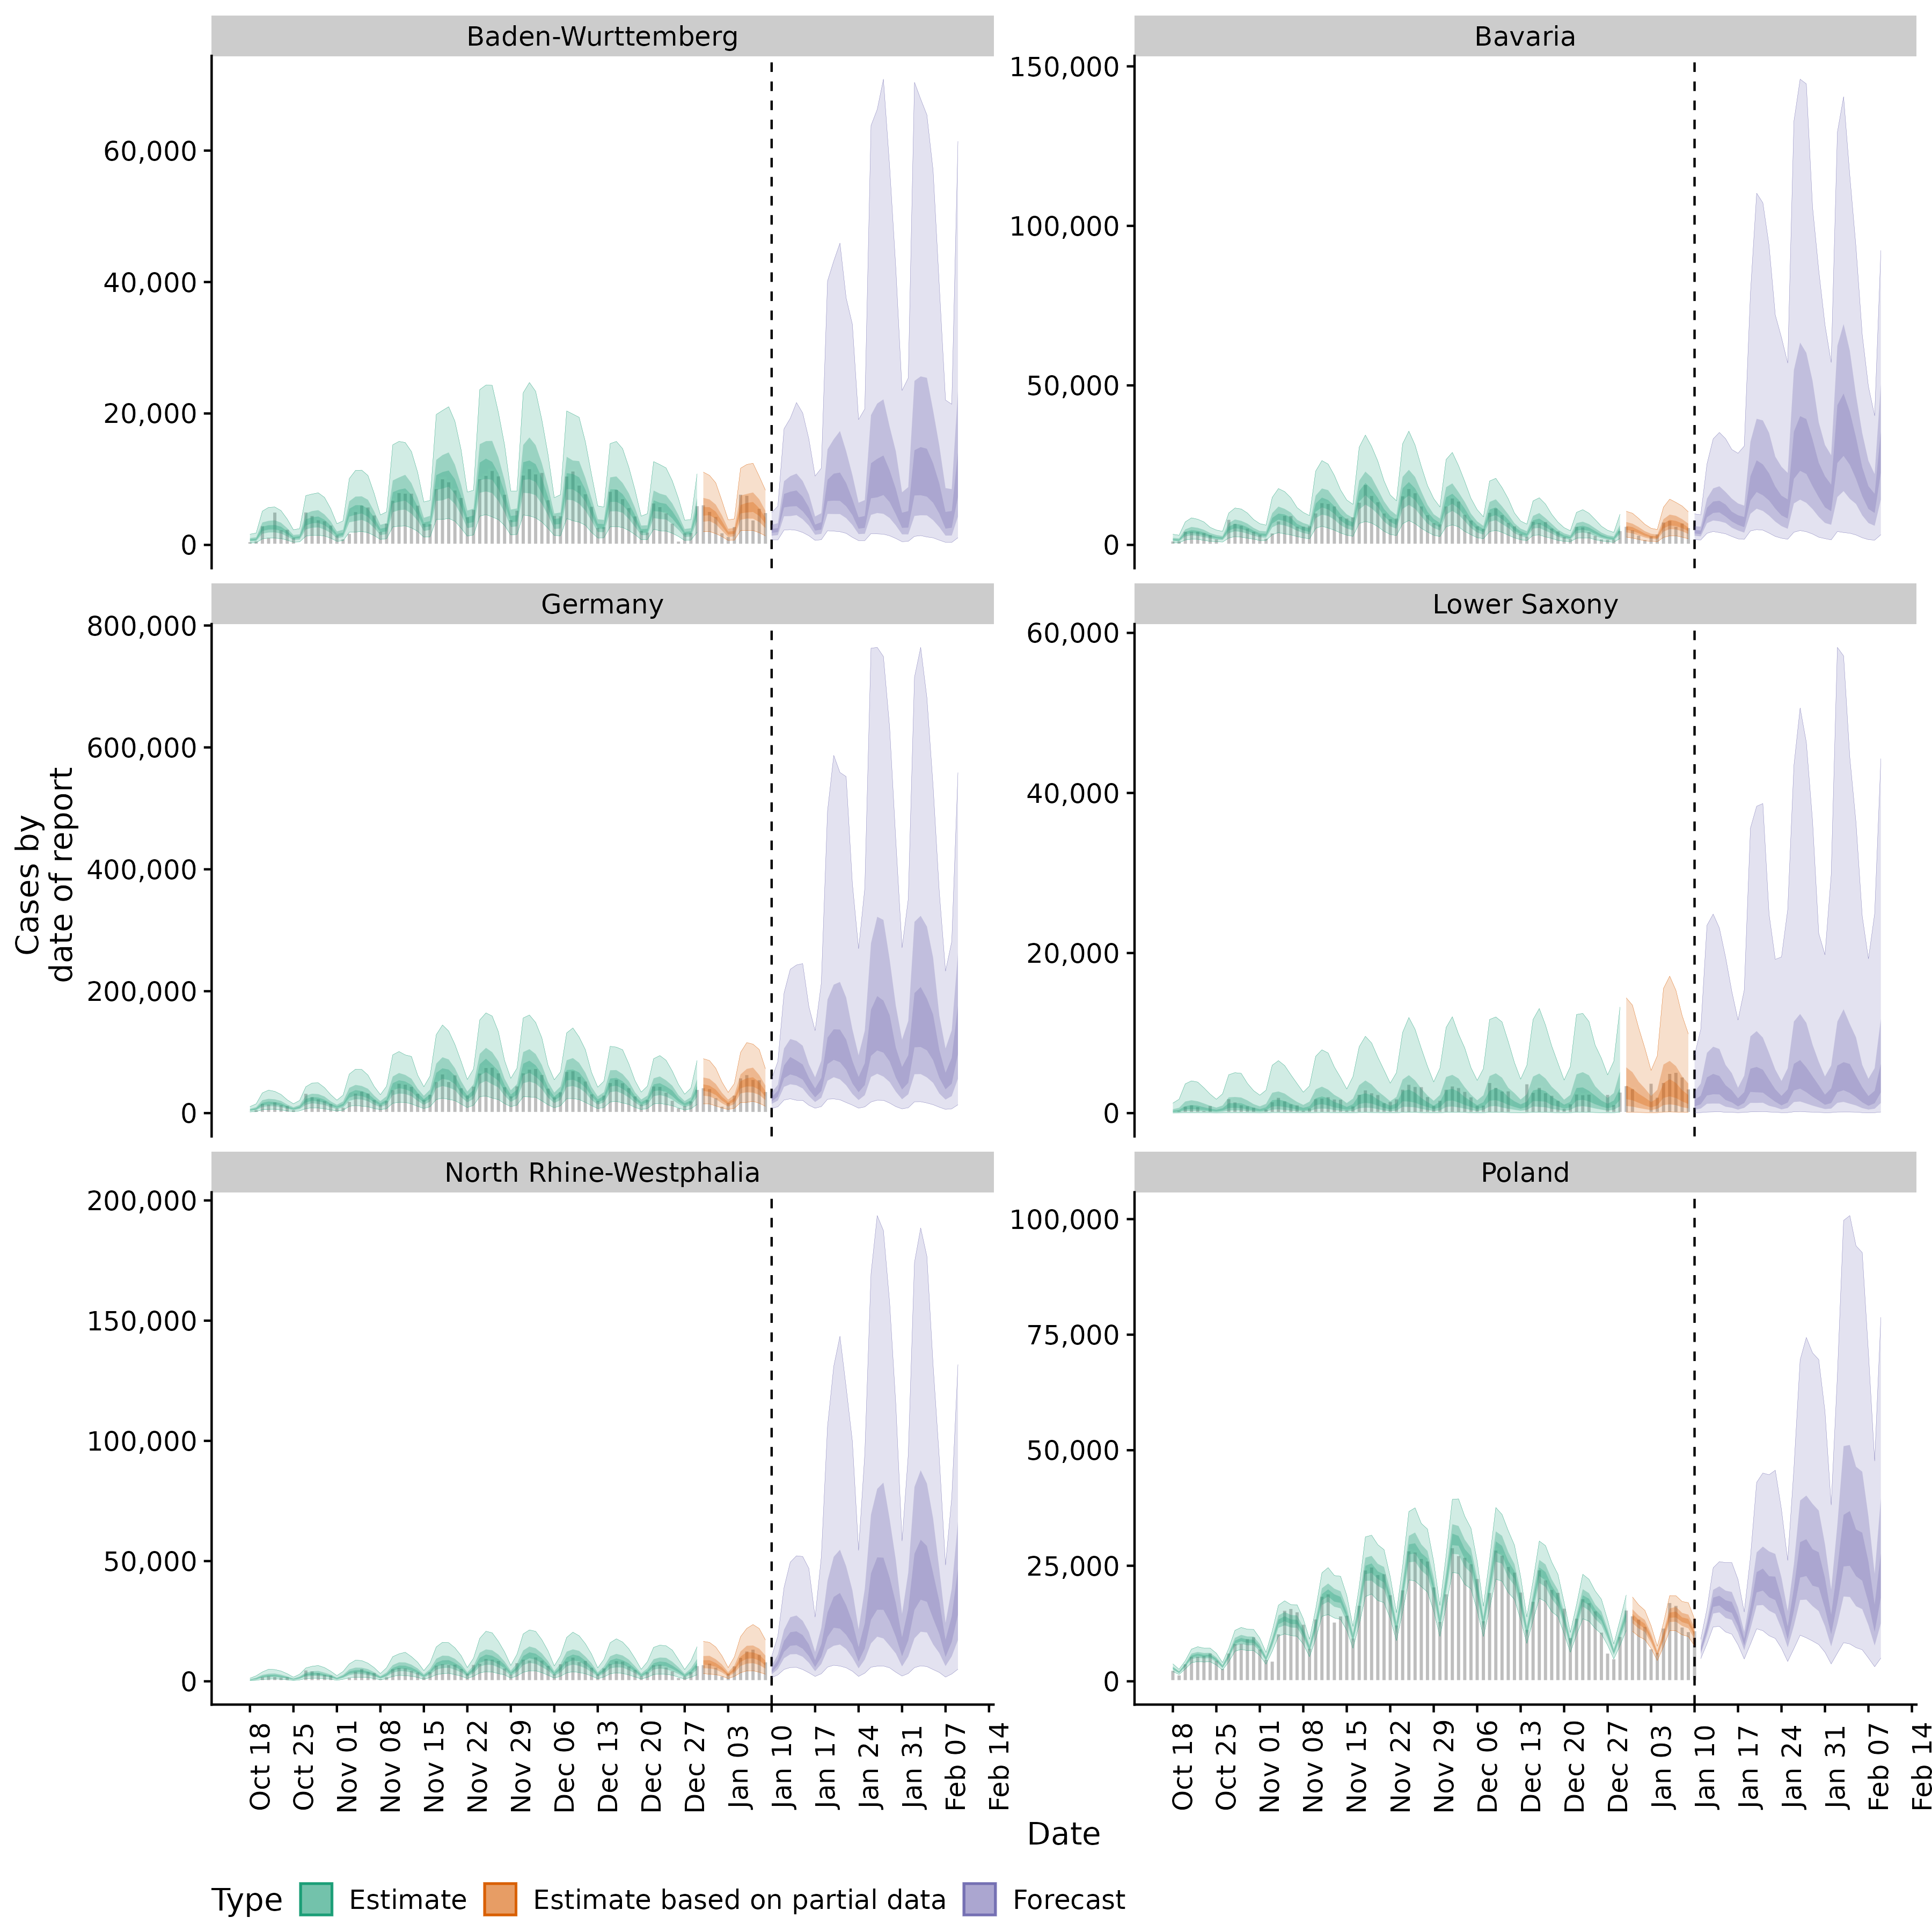 Baden-Wurttemberg
Bavaria
60,000
40,000
20,000
0
150,000
100,000
50,000
0
Germany
Lower Saxony
800,000
600,000
400,000
200,000
0
60,000
40,000
20,000
0
North Rhine-Westphalia
Poland
200,000
150,000
100,000
50,000
0
100,000
75,000
50,000
25,000
0
Cases by
date of report
Oct 18
Oct 25
Nov 01
Nov 08
Nov 15
Nov 22
Nov 29
Dec 06
Dec 13
Dec 20
Dec 27
Jan 03
Jan 10
Jan 17
Jan 24
Jan 31
Feb 07
Feb 14
Oct 18
Oct 25
Nov 01
Nov 08
Nov 15
Nov 22
Nov 29
Dec 06
Dec 13
Dec 20
Dec 27
Jan 03
Jan 10
Jan 17
Jan 24
Jan 31
Feb 07
Feb 14
Date
Type Estimate Estimate based on partial data Forecast